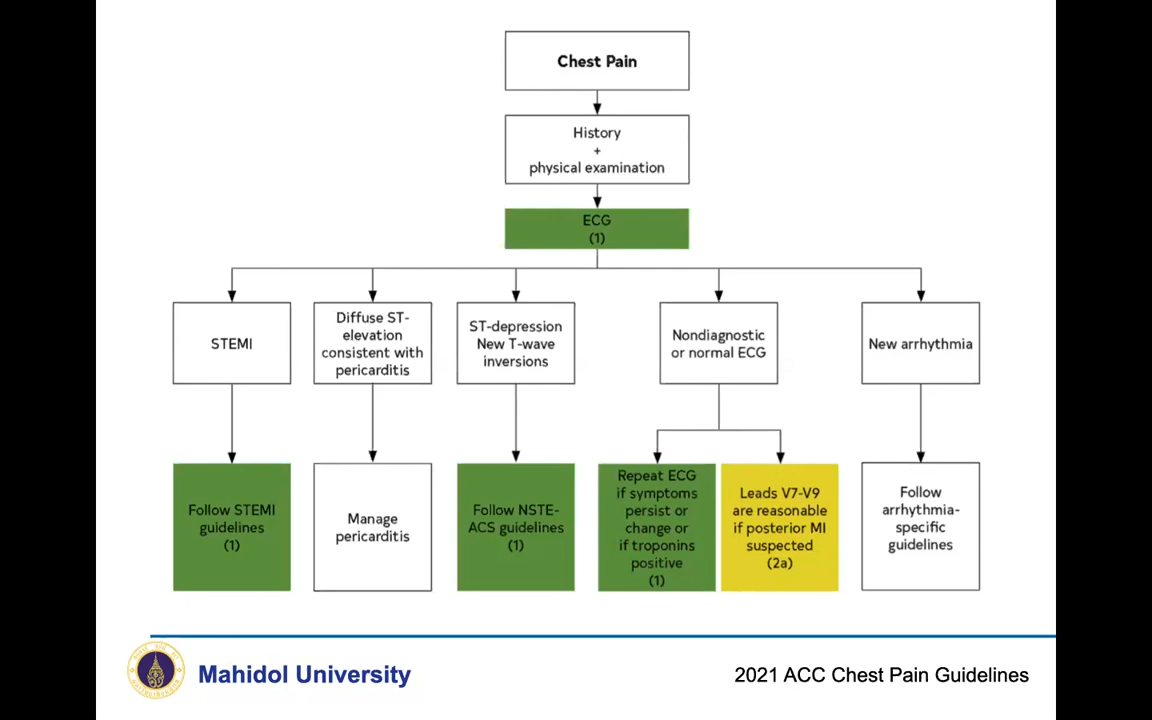 Chest Pain
History
+
physical examination
ECG
(1)
STEMI
Diffuse ST-
elevation
consistent with
pericarditis
ST-depression
New T-wave
inversions
Nondiagnostic
or normal ECG
New arrhythmia
Follow STEMI
guidelines
(1)
Manage
pericarditis
Follow NSTE-
ACS guidelines
(1)
Repeat ECG
if symptoms
persist or
change or
if troponins
positive
(1)
Leads V7-V9
are reasonable
if posterior MI
suspected
(2a)
Follow
arrhythmia-
specific
guidelines
Mahidol University
2021 ACC Chest Pain Guidelines